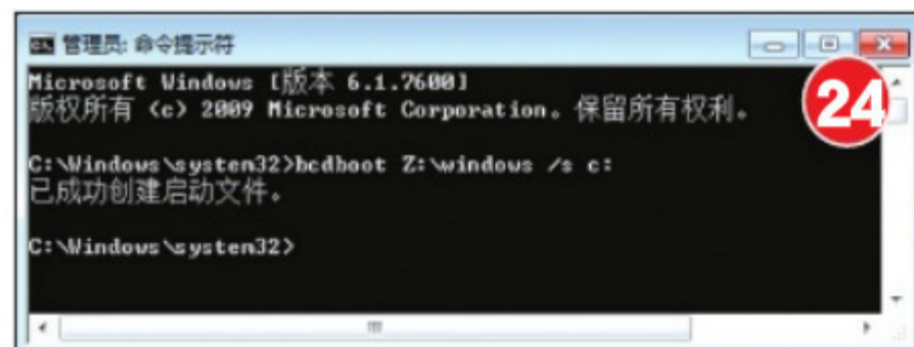 管理员: 命令提示符
Microsoft Windows [版本 6.1.7600]
版权所有 (c) 2009 Microsoft Corporation。保留所有权利。
24
C:\Windows\system32>bcdboot Z:\windows /s c:
已成功创建启动文件。
C:\Windows\system32>